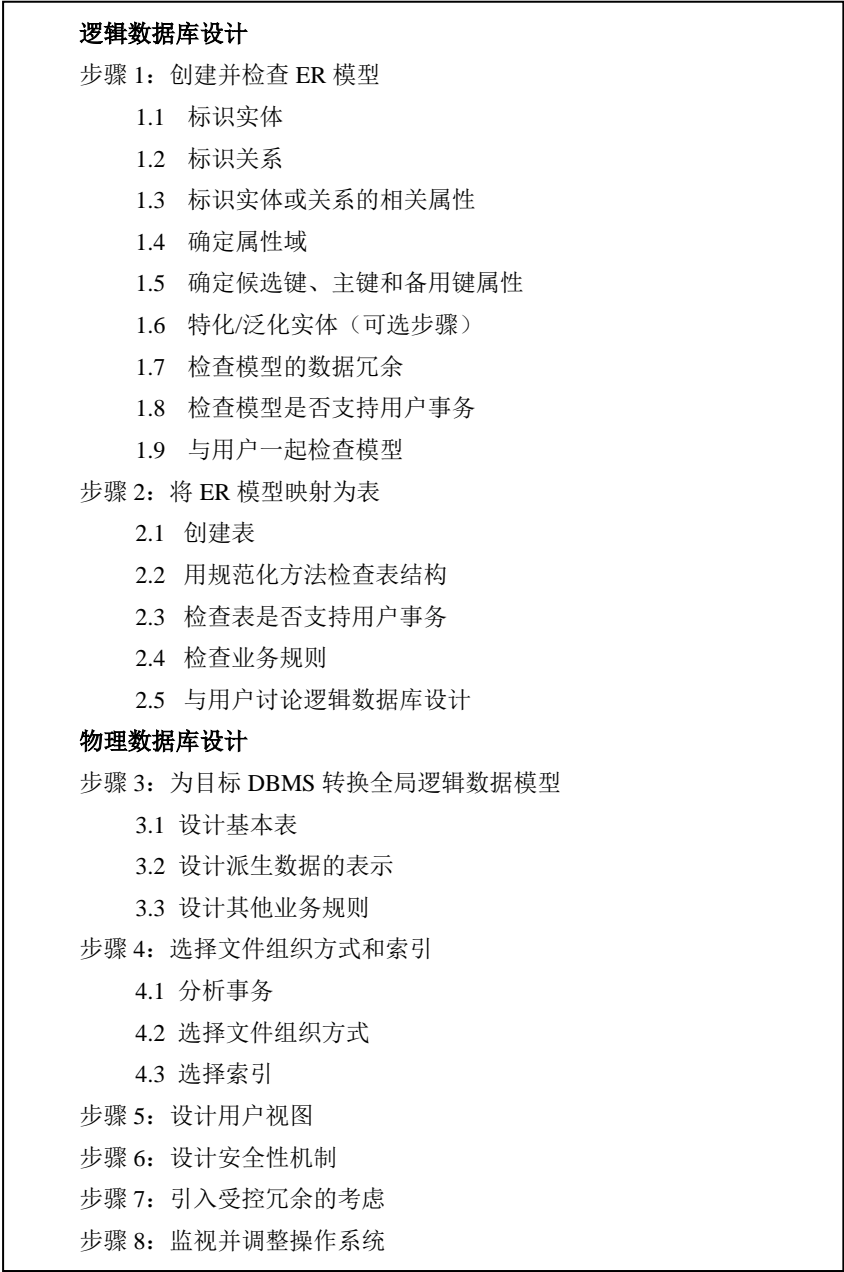 逻辑数据库设计
步骤 1：创建并检查 ER 模型
1.1 标识实体
1.2 标识关系
1.3 标识实体或关系的相关属性
1.4 确定属性域
1.5 确定候选键、主键和备用键属性
1.6 特化/泛化实体（可选步骤）
1.7 检查模型的数据冗余
1.8 检查模型是否支持用户事务
1.9 与用户一起检查模型
步骤 2：将 ER 模型映射为表
2.1 创建表
2.2 用规范化方法检查表结构
2.3 检查表是否支持用户事务
2.4 检查业务规则
2.5 与用户讨论逻辑数据库设计
物理数据库设计
步骤 3：为目标 DBMS 转换全局逻辑数据模型
3.1 设计基本表
3.2 设计派生数据的表示
3.3 设计其他业务规则
步骤 4：选择文件组织方式和索引
4.1 分析事务
4.2 选择文件组织方式
4.3 选择索引
步骤 5：设计用户视图
步骤 6：设计安全性机制
步骤 7：引入受控冗余的考虑
步骤 8：监视并调整操作系统